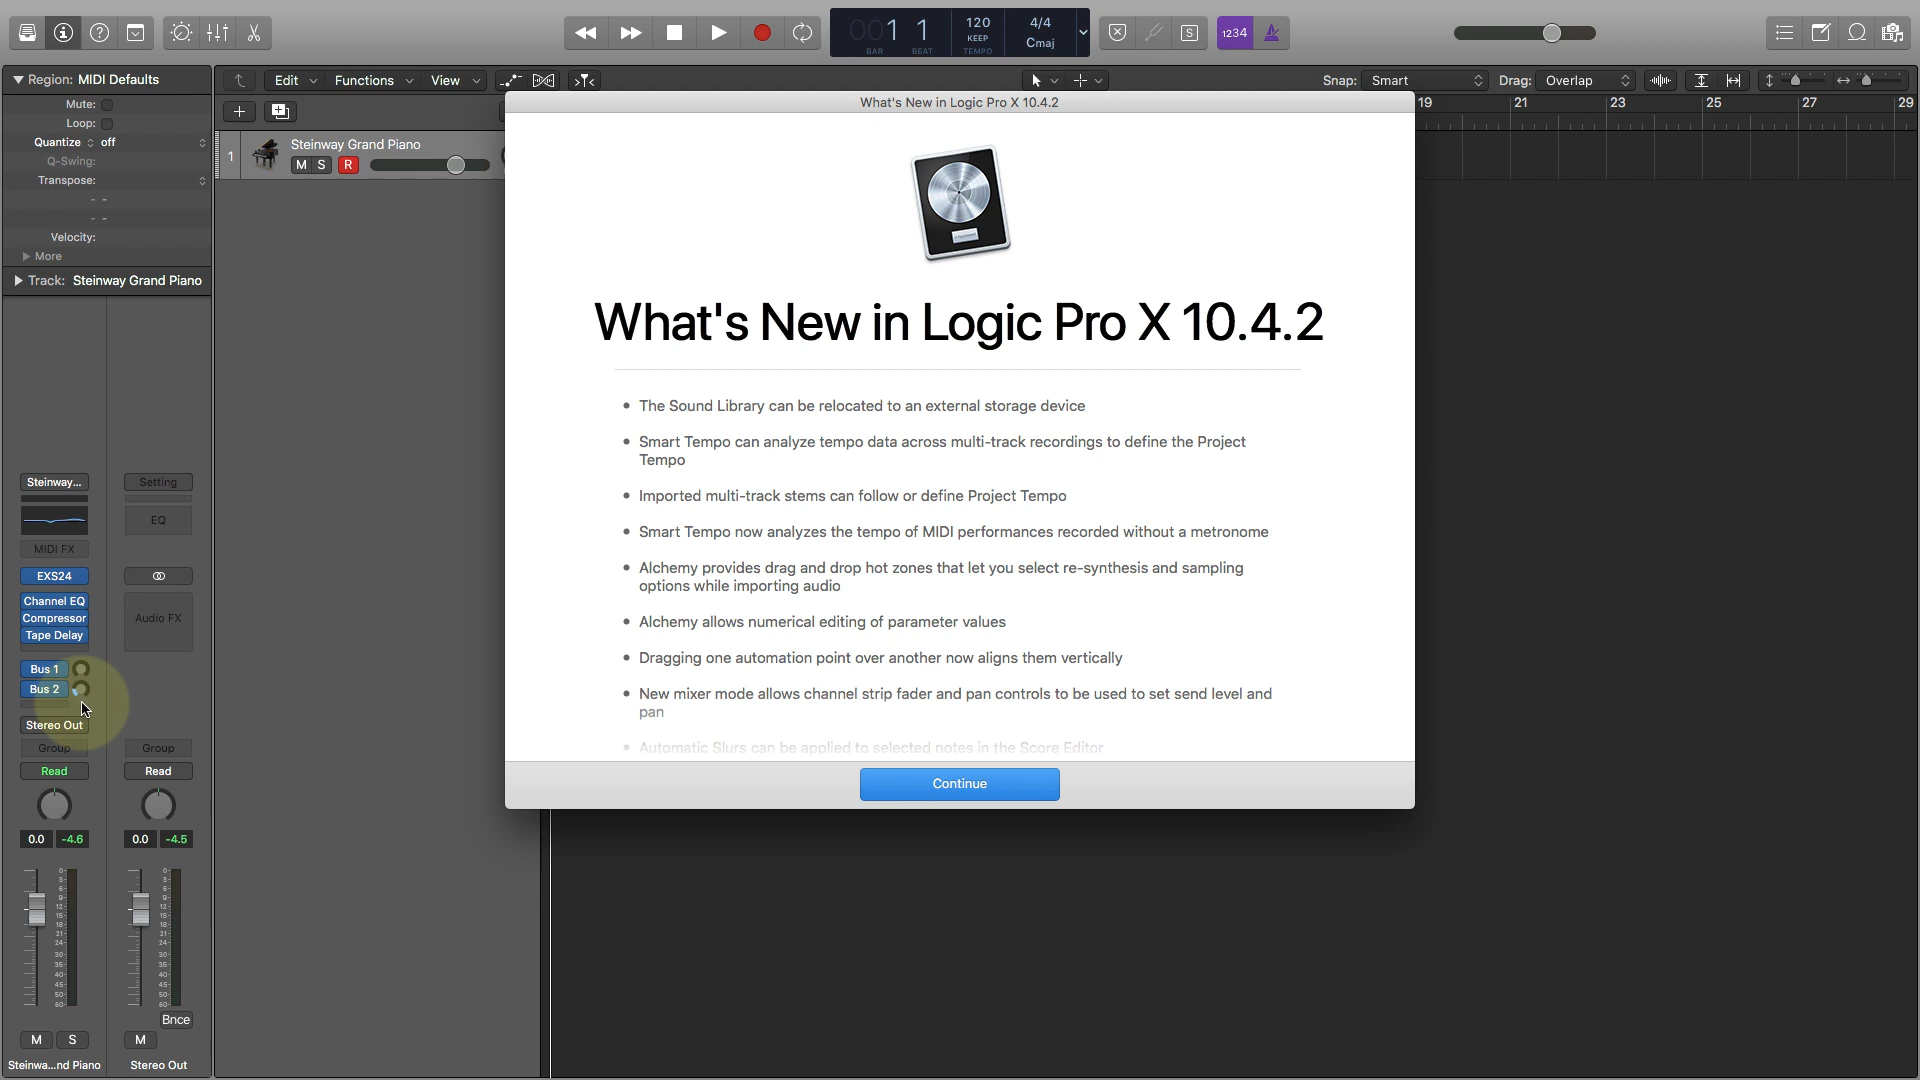 001 1 120 4/4
KEEP Cmaj
BAR BEAT TEMPO
S 1234
Region: MIDI Defaults
Edit Functions View Snap: Smart Drag: Overlap
What's New in Logic Pro X 10.4.2
19 21 23 25 27 29
Mute:
Loop:
Quantize off
Q-Swing:
Transpose:
- -
- -
Velocity:
More
Track: Steinway Grand Piano
1 Steinway Grand Piano
M S R
What's New in Logic Pro X 10.4.2
• The Sound Library can be relocated to an external storage device
• Smart Tempo can analyze tempo data across multi-track recordings to define the Project
Tempo
• Imported multi-track stems can follow or define Project Tempo
• Smart Tempo now analyzes the tempo of MIDI performances recorded without a metronome
• Alchemy provides drag and drop hot zones that let you select re-synthesis and sampling
options while importing audio
• Alchemy allows numerical editing of parameter values
• Dragging one automation point over another now aligns them vertically
• New mixer mode allows channel strip fader and pan controls to be used to set send level and
pan
• Automatic Slurs can be applied to selected notes in the Score Editor
Continue
Steinway... Setting
EQ
MIDI FX
EXS24
Channel EQ
Compressor Audio FX
Tape Delay
Bus 1
Bus 2
Stereo Out
Group Group
Read Read
0.0 -4.6 0.0 -4.5
Bnce
M S M
Steinwa...nd Piano Stereo Out